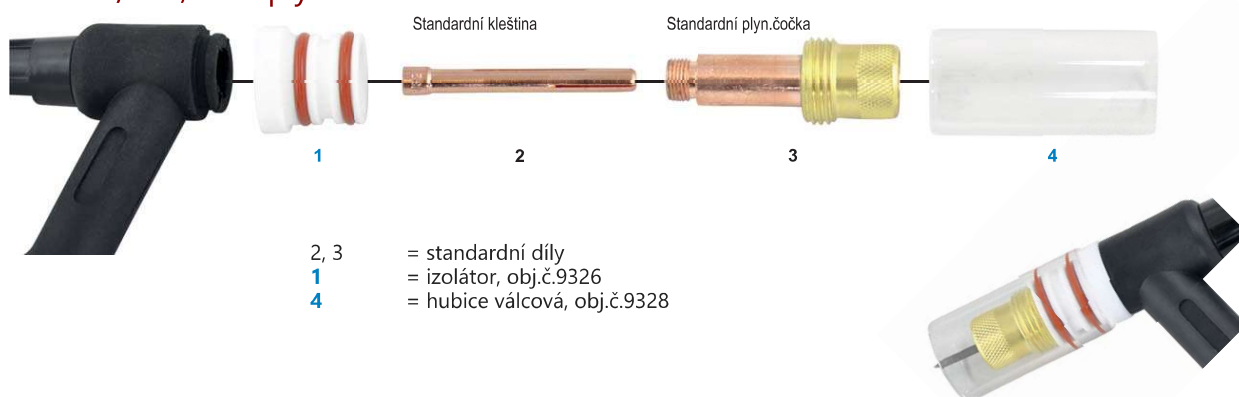 Standardní kleština
Standardní plyn.čočka
1
2
3
4
2, 3 = standardní díly
1 = izolátor, obj.č.9326
4 = hubice válcová, obj.č.9328